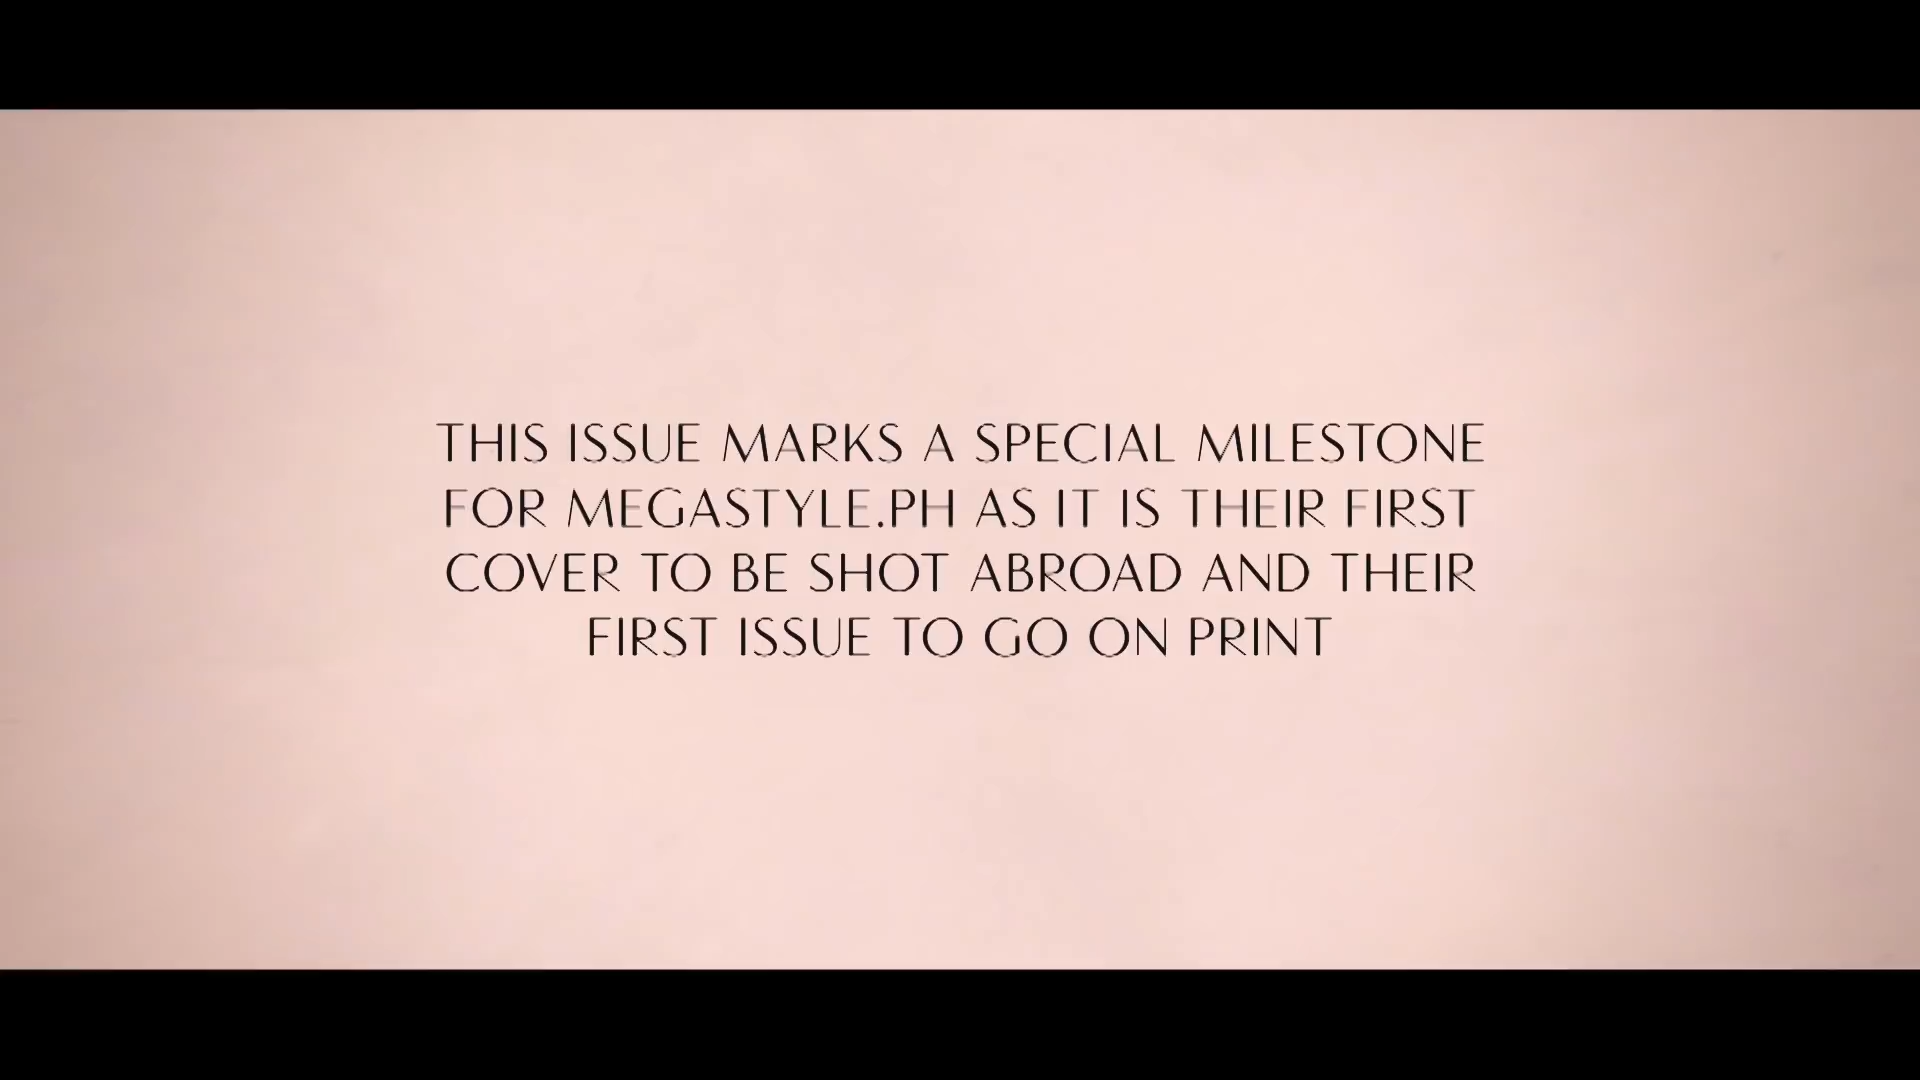 THIS ISSUE MARKS A SPECIAL MILESTONE
FOR MEGASTYLE.PH AS IT IS THEIR FIRST
COVER TO BE SHOT ABROAD AND THEIR
FIRST ISSUE TO GO ON PRINT